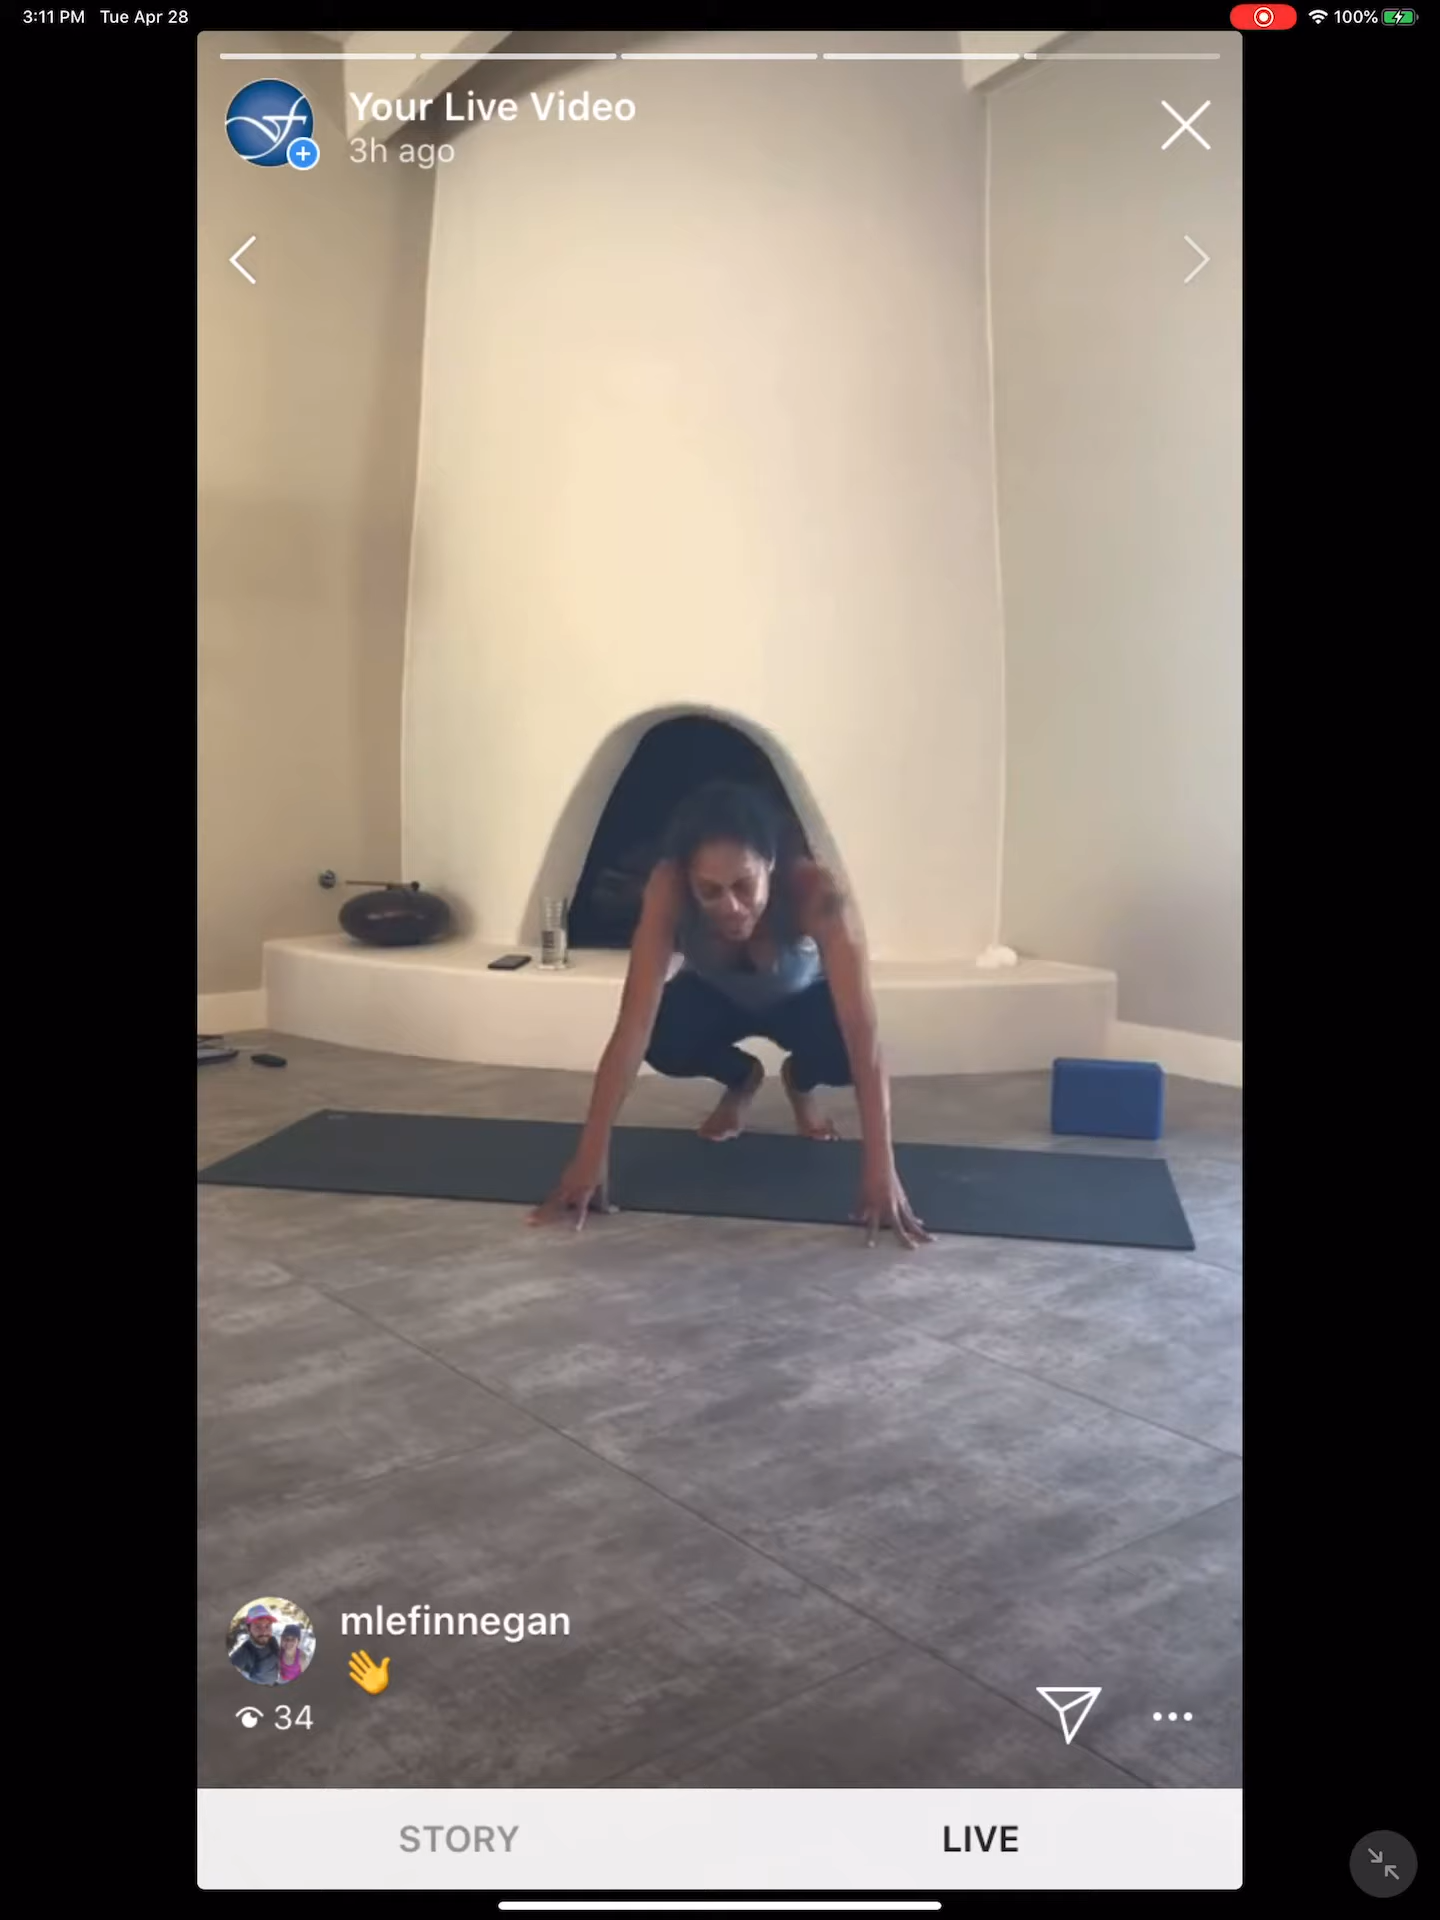 3:11 PM Tue Apr 28
100%
Your Live Video
3h ago
mlefinnegan
👋
34
STORY
LIVE